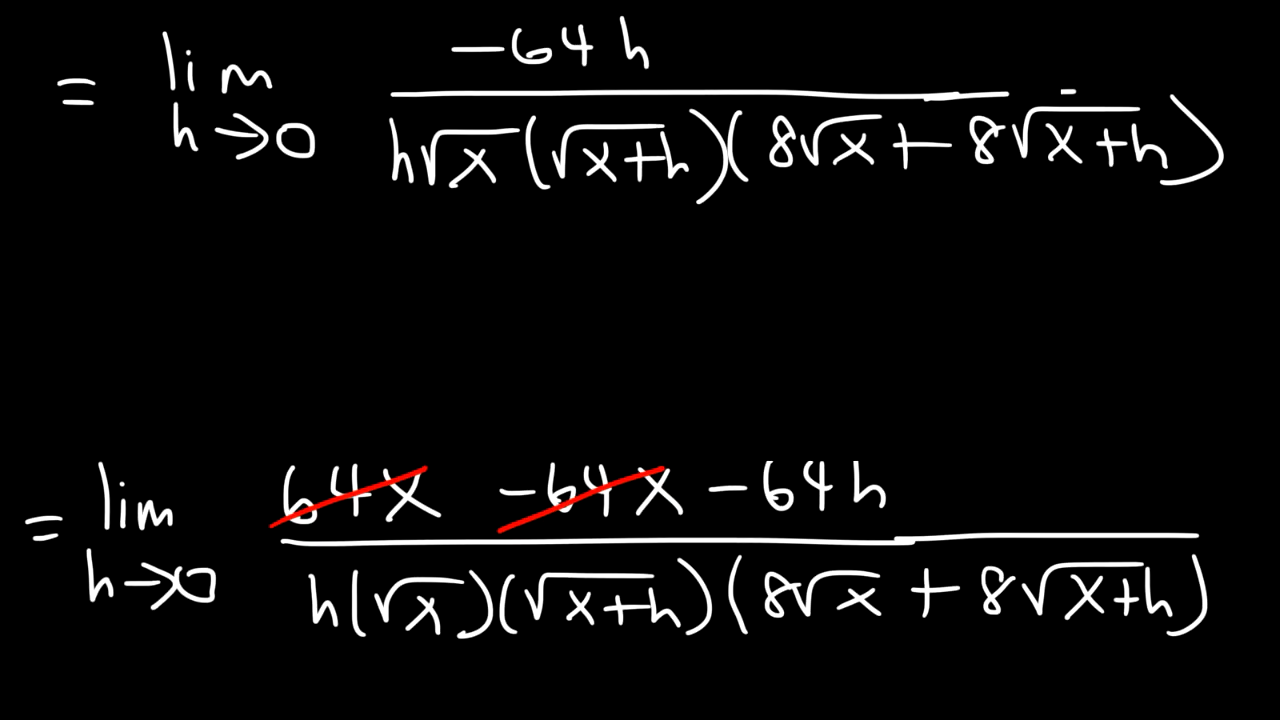 = lim h→0 -64h / h√x (√x+h)(8√x + 8√x+h)
= lim h→0 64x -64x -64h / h(√x)(√x+h)(8√x + 8√x+h)